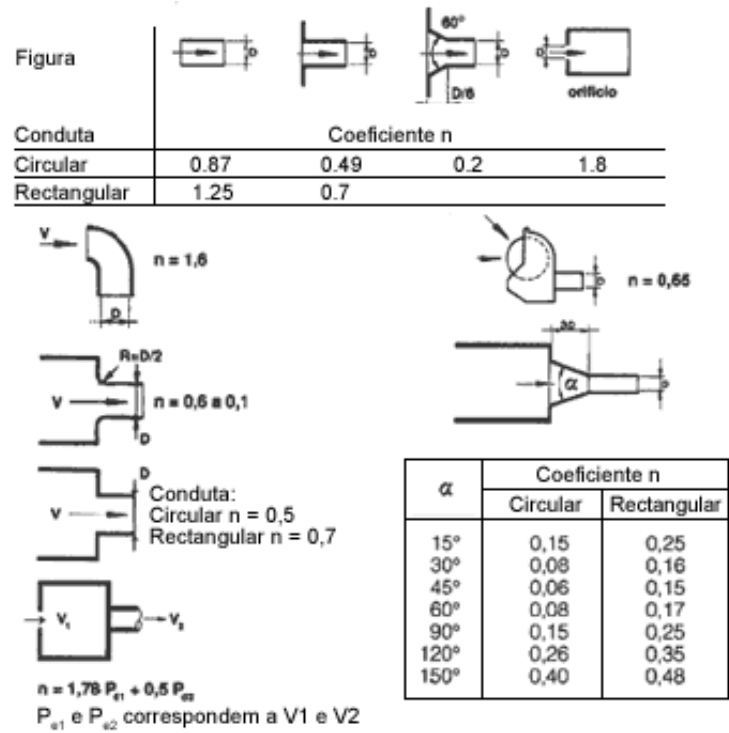 60°
D D D D
Figura
D/6
orifício
Conduta Coeficiente n
Circular 0.87 0.49 0.2 1.8
Rectangular 1.25 0.7
V
n = 1,6
D
D
n = 0,65
R=D/2
V
n = 0,6 a 0,1
D
3D
α
D
D
V
Conduta:
Circular n = 0,5
Rectangular n = 0,7
V₁ V₂
n = 1,78 Pₑ₁ + 0,5 Pₑ₂
Pₑ₁ e Pₑ₂ correspondem a V1 e V2
α Coeficiente n
Circular Rectangular
15° 0,15 0,25
30° 0,08 0,16
45° 0,06 0,15
60° 0,08 0,17
90° 0,15 0,25
120° 0,26 0,35
150° 0,40 0,48